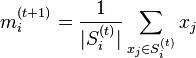 m_i^{(t+1)} = \frac{1}{|S_i^{(t)}|} \sum_{x_j \in S_i^{(t)}} x_j